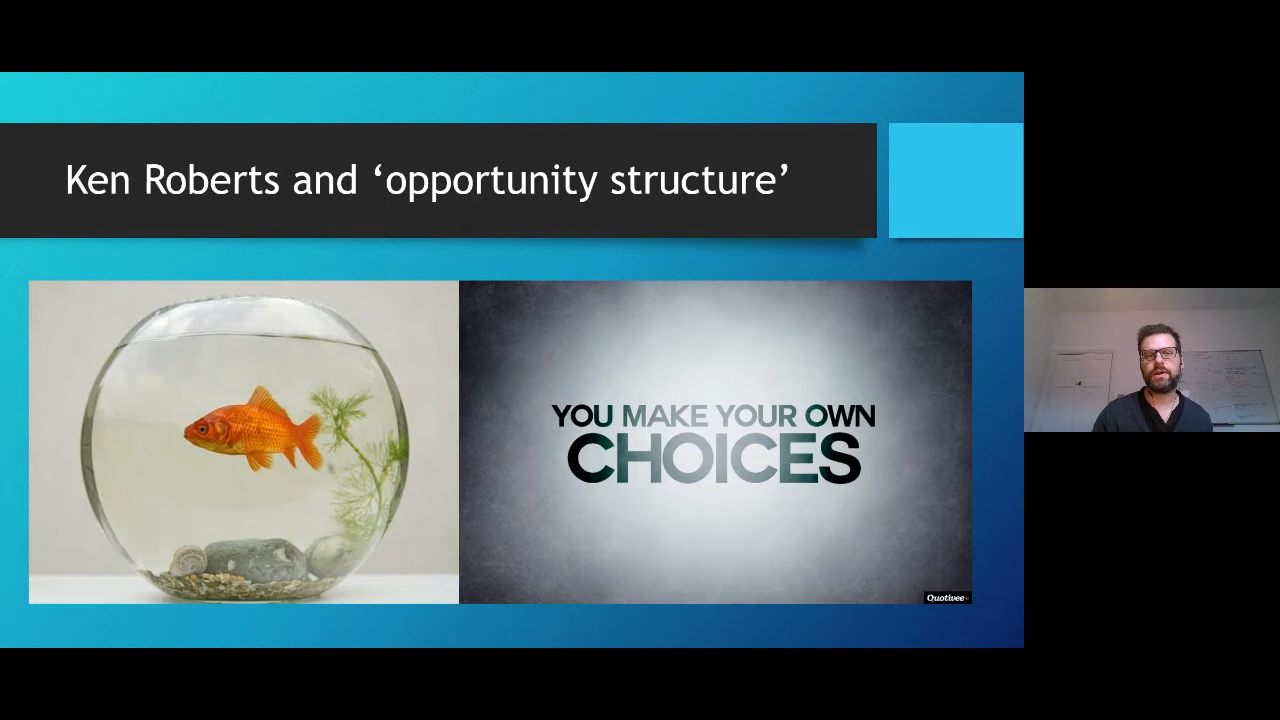 Ken Roberts and ‘opportunity structure’
YOU MAKE YOUR OWN
CHOICES
Quotivee